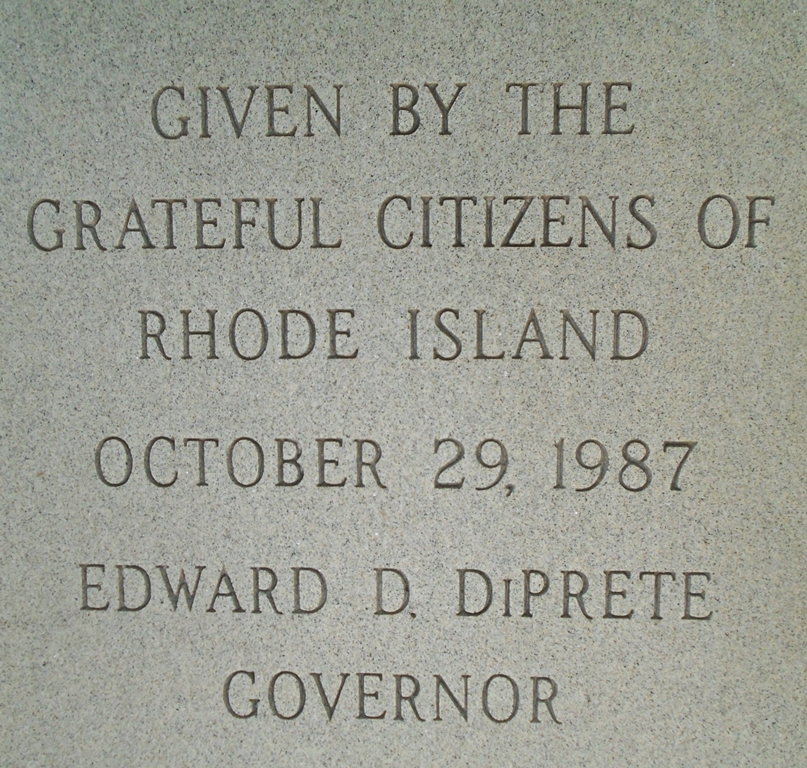 GIVEN BY THE
GRATEFUL CITIZENS OF
RHODE ISLAND
OCTOBER 29, 1987
EDWARD D. DiPRETE
GOVERNOR